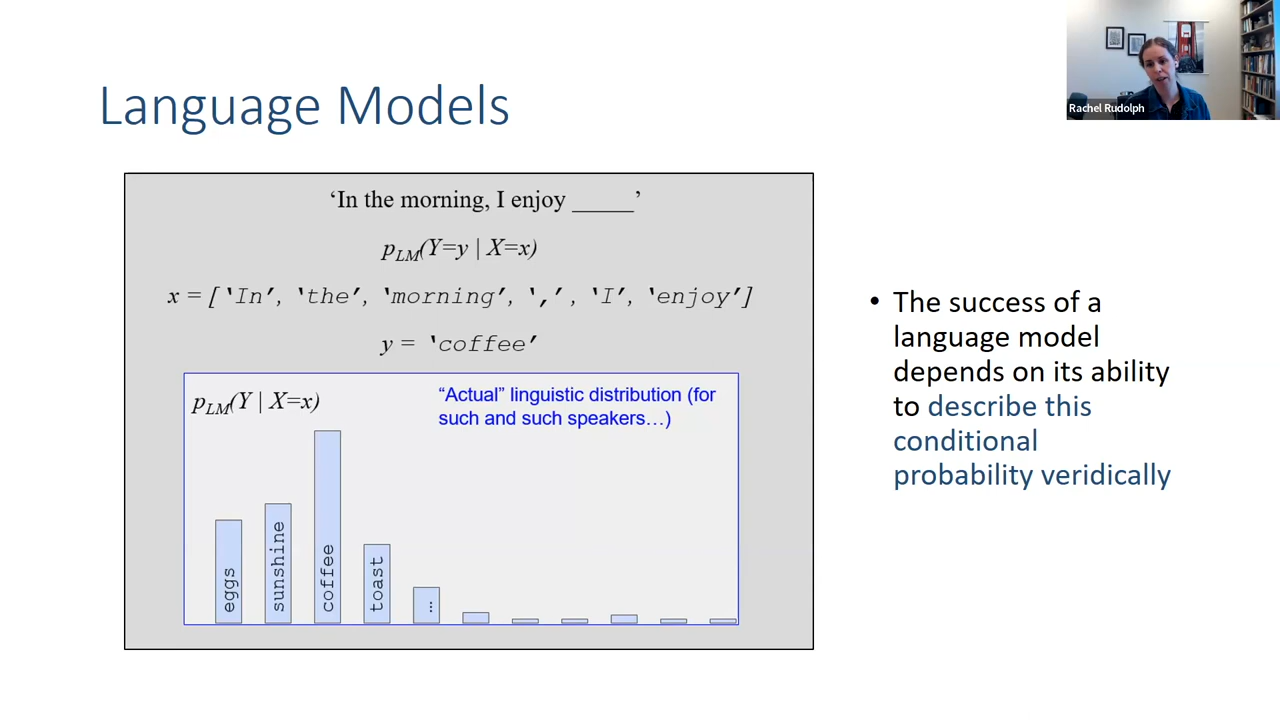 Rachel Rudolph
Language Models
‘In the morning, I enjoy _____’
pLM(Y=y | X=x)
x = [‘In’, ‘the’, ‘morning’, ‘,’, ‘I’, ‘enjoy’]
y = ‘coffee’
pLM(Y | X=x)
“Actual” linguistic distribution (for
such and such speakers…)
eggs
sunshine
coffee
toast
...
• The success of a
language model
depends on its ability
to describe this
conditional
probability veridically